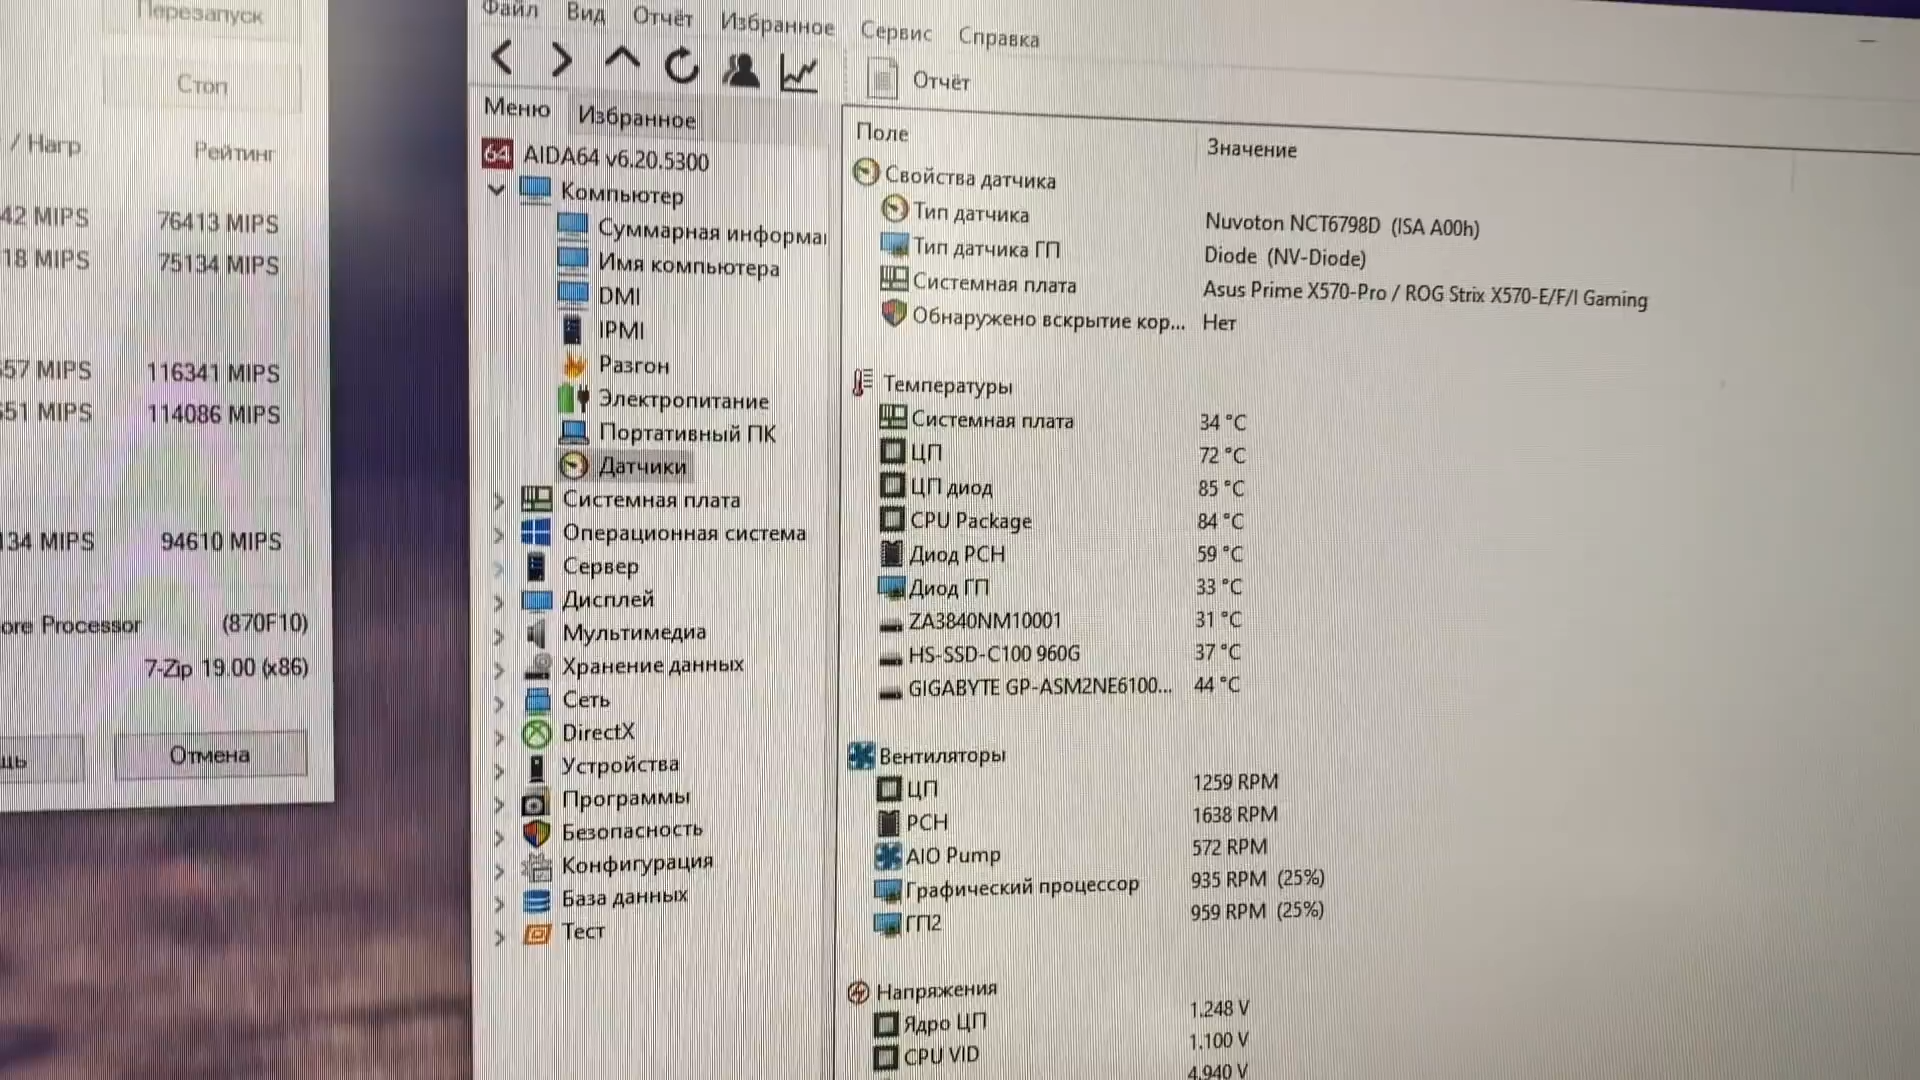 Перезапуск
Стоп
/ Нагр.
Рейтинг
42 MIPS
76413 MIPS
18 MIPS
75134 MIPS
557 MIPS
116341 MIPS
651 MIPS
114086 MIPS
134 MIPS
94610 MIPS
ore Processor
(870F10)
7-Zip 19.00 (x86)
щь
Отмена
Файл Вид Отчёт Избранное Сервис Справка
Отчёт
Меню Избранное
64 AIDA64 v6.20.5300
Компьютер
Суммарная информаı
Имя компьютера
DMI
IPMI
Разгон
Электропитание
Портативный ПК
Датчики
Системная плата
Операционная система
Сервер
Дисплей
Мультимедиа
Хранение данных
Сеть
DirectX
Устройства
Программы
Безопасность
Конфигурация
База данных
Тест
Поле Значение
Свойства датчика
Тип датчика Nuvoton NCT6798D (ISA A00h)
Тип датчика ГП Diode (NV-Diode)
Системная плата Asus Prime X570-Pro / ROG Strix X570-E/F/I Gaming
Обнаружено вскрытие кор... Нет
Температуры
Системная плата 34 °C
ЦП 72 °C
ЦП диод 85 °C
CPU Package 84 °C
Диод PCH 59 °C
Диод ГП 33 °C
ZA3840NM10001 31 °C
HS-SSD-C100 960G 37 °C
GIGABYTE GP-ASM2NE6100... 44 °C
Вентиляторы
ЦП 1259 RPM
PCH 1638 RPM
AIO Pump 572 RPM
Графический процессор 935 RPM (25%)
ГП2 959 RPM (25%)
Напряжения
Ядро ЦП 1.248 V
CPU VID 1.100 V
4.940 V